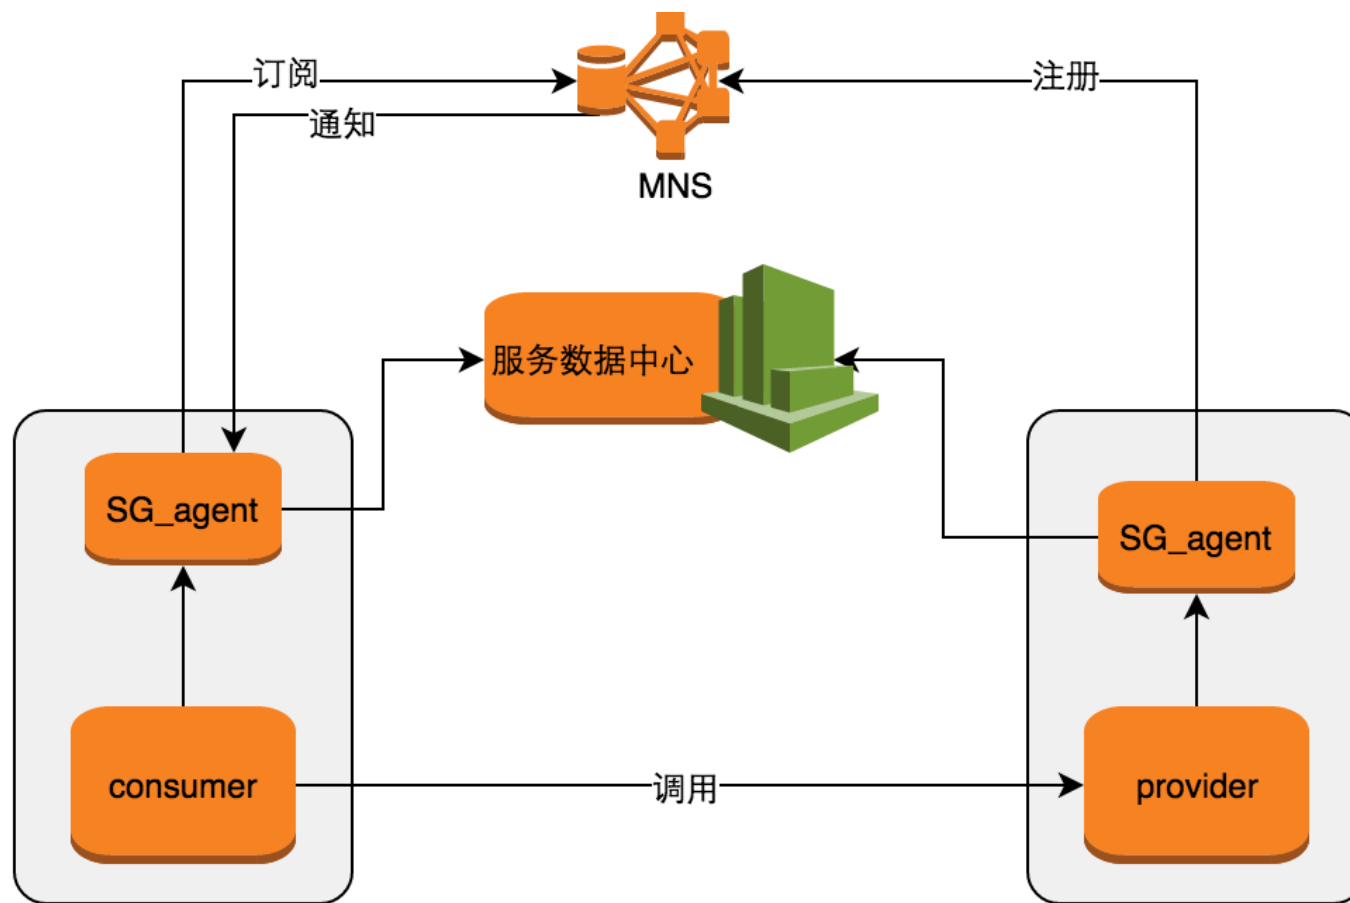 订阅
注册
通知
MNS
服务数据中心
SG_agent
SG_agent
consumer
调用
provider